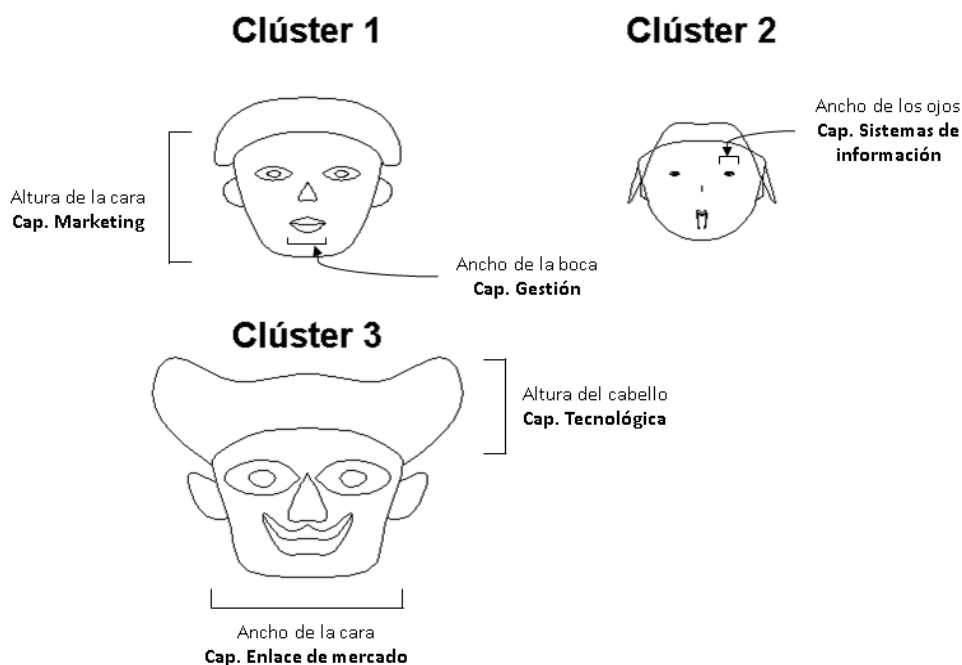 Clúster 1
Clúster 2
Ancho de los ojos
Cap. Sistemas de
información
Altura de la cara
Cap. Marketing
Ancho de la boca
Cap. Gestión
Clúster 3
Altura del cabello
Cap. Tecnológica
Ancho de la cara
Cap. Enlace de mercado